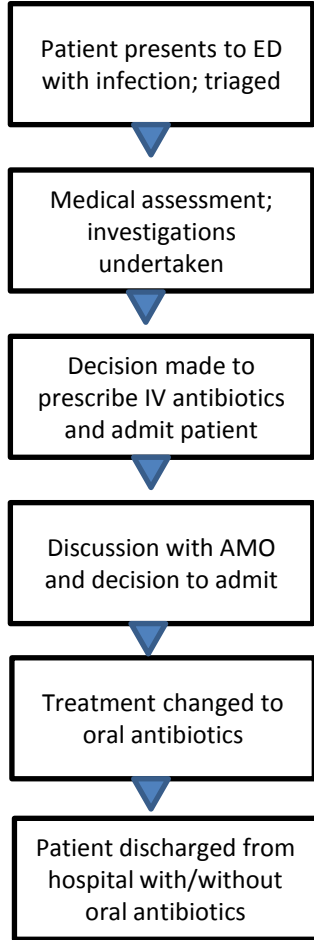 Patient presents to ED
with infection; triaged
Medical assessment;
investigations
undertaken
Decision made to
prescribe IV antibiotics
and admit patient
Discussion with AMO
and decision to admit
Treatment changed to
oral antibiotics
Patient discharged from
hospital with/without
oral antibiotics